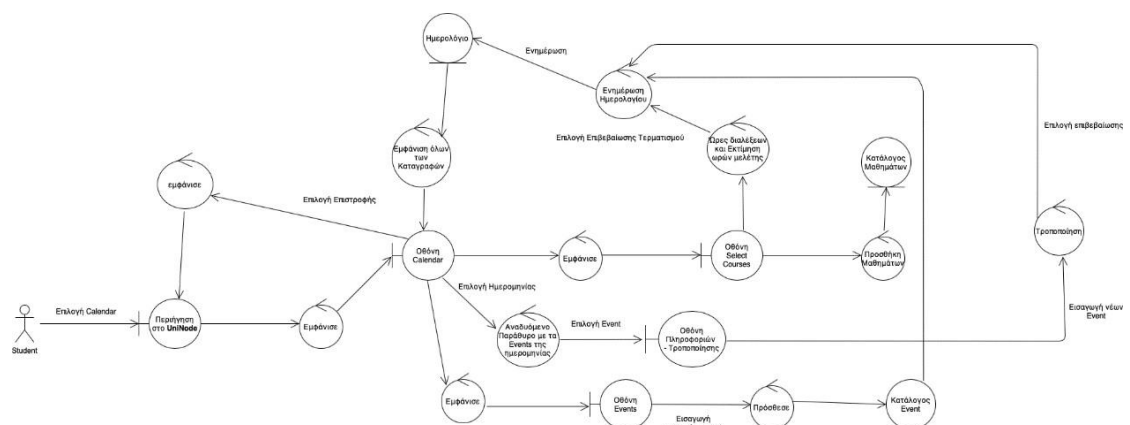 Ημερολόγιο
Ενημέρωση
Ενημέρωση
Ημερολογίου
Επιλογή επιβεβαίωσης
Επιλογή Επιβεβαίωσης Τερματισμού
Ώρες διαλέξεων
και Εκτίμηση
ωρών μελέτης
Εμφάνιση όλων
των
Καταγραφών
Κατάλογος
Μαθημάτων
εμφάνισε
Επιλογή Επιστροφής
Τροποποίηση
Οθόνη
Calendar
Εμφάνισε
Οθόνη
Select
Courses
Προσθήκη
Μαθημάτων
Επιλογή Ημερομηνίας
Εισαγωγή νέων
Event
Επιλογή Calendar
Student
Περιήγηση
στο UniNode
Εμφάνισε
Αναδυόμενο
Παράθυρο με τα
Events της
ημερομηνίας
Επιλογή Event
Οθόνη
Πληροφοριών
- Τροποποίησης
Εμφάνισε
Οθόνη
Events
Εισαγωγή
Πρόσθεσε
Κατάλογος
Event